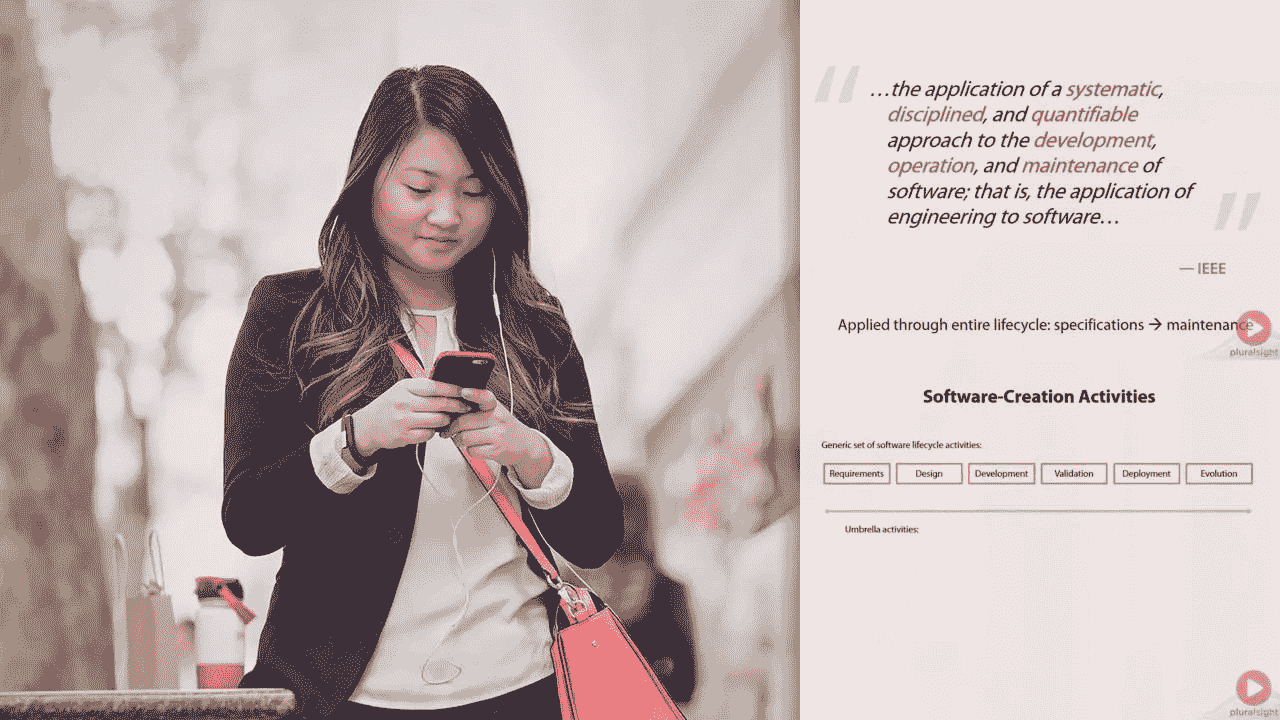 “
…the application of a systematic,
disciplined, and quantifiable
approach to the development,
operation, and maintenance of
software; that is, the application of
engineering to software…
”
— IEEE
Applied through entire lifecycle: specifications → maintenance
pluralsight
Software-Creation Activities
Generic set of software lifecycle activities:
Requirements Design Development Validation Deployment Evolution
Umbrella activities:
pluralsight